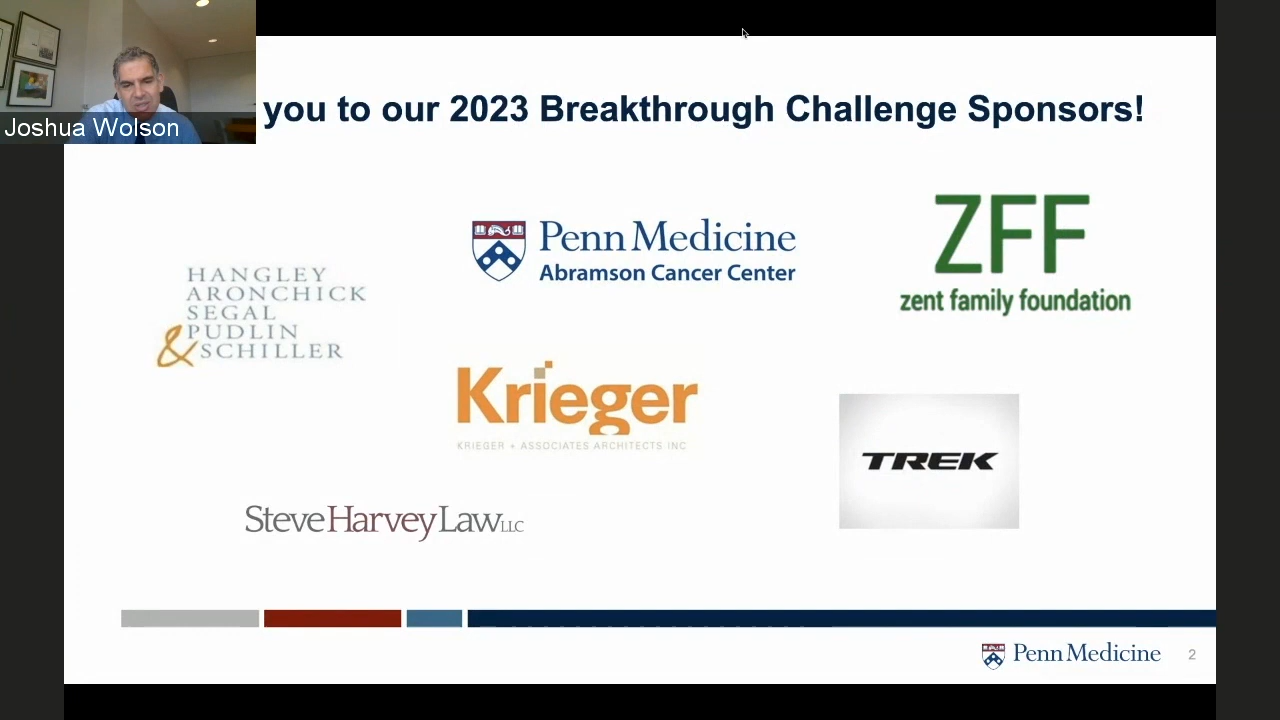 Joshua Wolson
you to our 2023 Breakthrough Challenge Sponsors!
HANGLEY
ARONCHICK
SEGAL
PUDLIN
& SCHILLER
Penn Medicine
Abramson Cancer Center
ZFF
zent family foundation
Krieger
KRIEGER + ASSOCIATES ARCHITECTS INC
TREK
SteveHarveyLaw LLC
Penn Medicine
2